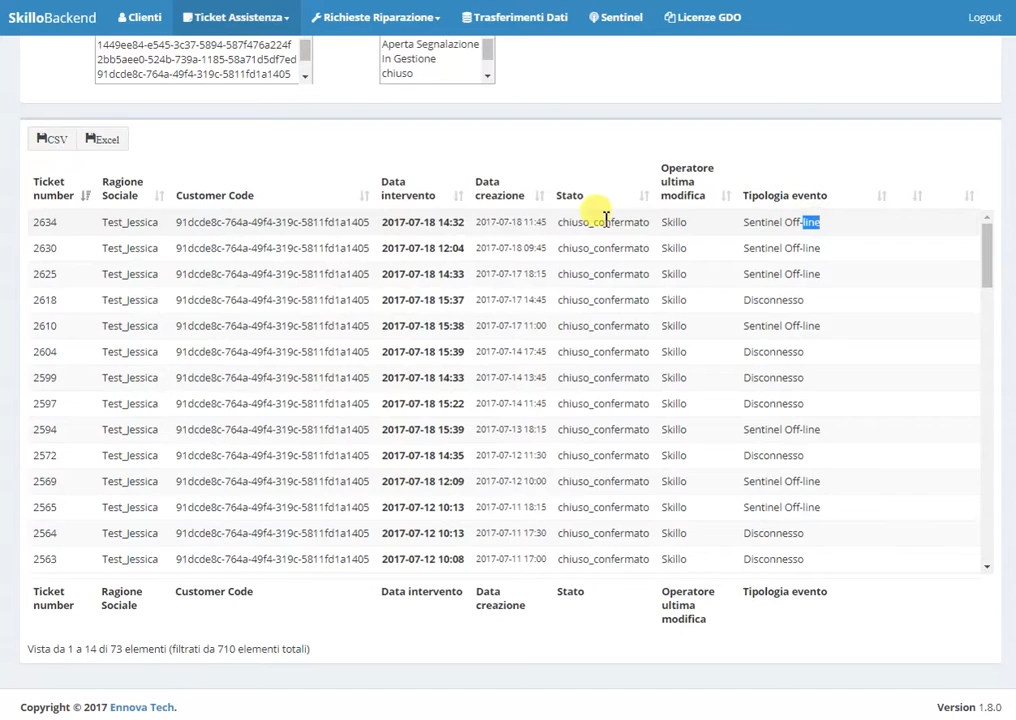 SkilloBackend Clienti Ticket Assistenza Richieste Riparazione Trasferimenti Dati Sentinel Licenze GDO Logout
1449ee84-e545-3c37-5894-587f476a224f Aperta Segnalazione
2bb5aee0-524b-739a-1185-58a71d5df7ed In Gestione
91dcde8c-764a-49f4-319c-5811fd1a1405 chiuso
CSV Excel
Ticket number Ragione Sociale Customer Code Data intervento Data creazione Stato Operatore ultima modifica Tipologia evento
2634 Test_Jessica 91dcde8c-764a-49f4-319c-5811fd1a1405 2017-07-18 14:32 2017-07-18 11:45 chiuso_confermato Skillo Sentinel Off-line
2630 Test_Jessica 91dcde8c-764a-49f4-319c-5811fd1a1405 2017-07-18 12:04 2017-07-18 09:45 chiuso_confermato Skillo Sentinel Off-line
2625 Test_Jessica 91dcde8c-764a-49f4-319c-5811fd1a1405 2017-07-18 14:33 2017-07-17 18:15 chiuso_confermato Skillo Sentinel Off-line
2618 Test_Jessica 91dcde8c-764a-49f4-319c-5811fd1a1405 2017-07-18 15:37 2017-07-17 14:45 chiuso_confermato Skillo Disconnesso
2610 Test_Jessica 91dcde8c-764a-49f4-319c-5811fd1a1405 2017-07-18 15:38 2017-07-17 11:00 chiuso_confermato Skillo Sentinel Off-line
2604 Test_Jessica 91dcde8c-764a-49f4-319c-5811fd1a1405 2017-07-18 15:39 2017-07-14 17:45 chiuso_confermato Skillo Disconnesso
2599 Test_Jessica 91dcde8c-764a-49f4-319c-5811fd1a1405 2017-07-18 14:33 2017-07-14 13:45 chiuso_confermato Skillo Disconnesso
2597 Test_Jessica 91dcde8c-764a-49f4-319c-5811fd1a1405 2017-07-18 15:22 2017-07-14 11:45 chiuso_confermato Skillo Disconnesso
2594 Test_Jessica 91dcde8c-764a-49f4-319c-5811fd1a1405 2017-07-18 15:39 2017-07-13 18:15 chiuso_confermato Skillo Sentinel Off-line
2572 Test_Jessica 91dcde8c-764a-49f4-319c-5811fd1a1405 2017-07-18 14:35 2017-07-12 11:30 chiuso_confermato Skillo Disconnesso
2569 Test_Jessica 91dcde8c-764a-49f4-319c-5811fd1a1405 2017-07-18 12:09 2017-07-12 10:00 chiuso_confermato Skillo Sentinel Off-line
2565 Test_Jessica 91dcde8c-764a-49f4-319c-5811fd1a1405 2017-07-12 10:13 2017-07-11 18:15 chiuso_confermato Skillo Sentinel Off-line
2564 Test_Jessica 91dcde8c-764a-49f4-319c-5811fd1a1405 2017-07-12 10:13 2017-07-11 17:30 chiuso_confermato Skillo Disconnesso
2563 Test_Jessica 91dcde8c-764a-49f4-319c-5811fd1a1405 2017-07-12 10:08 2017-07-11 17:00 chiuso_confermato Skillo Disconnesso
Ticket number Ragione Sociale Customer Code Data intervento Data creazione Stato Operatore ultima modifica Tipologia evento
Vista da 1 a 14 di 73 elementi (filtrati da 710 elementi totali)
Copyright © 2017 Ennova Tech. Version 1.8.0